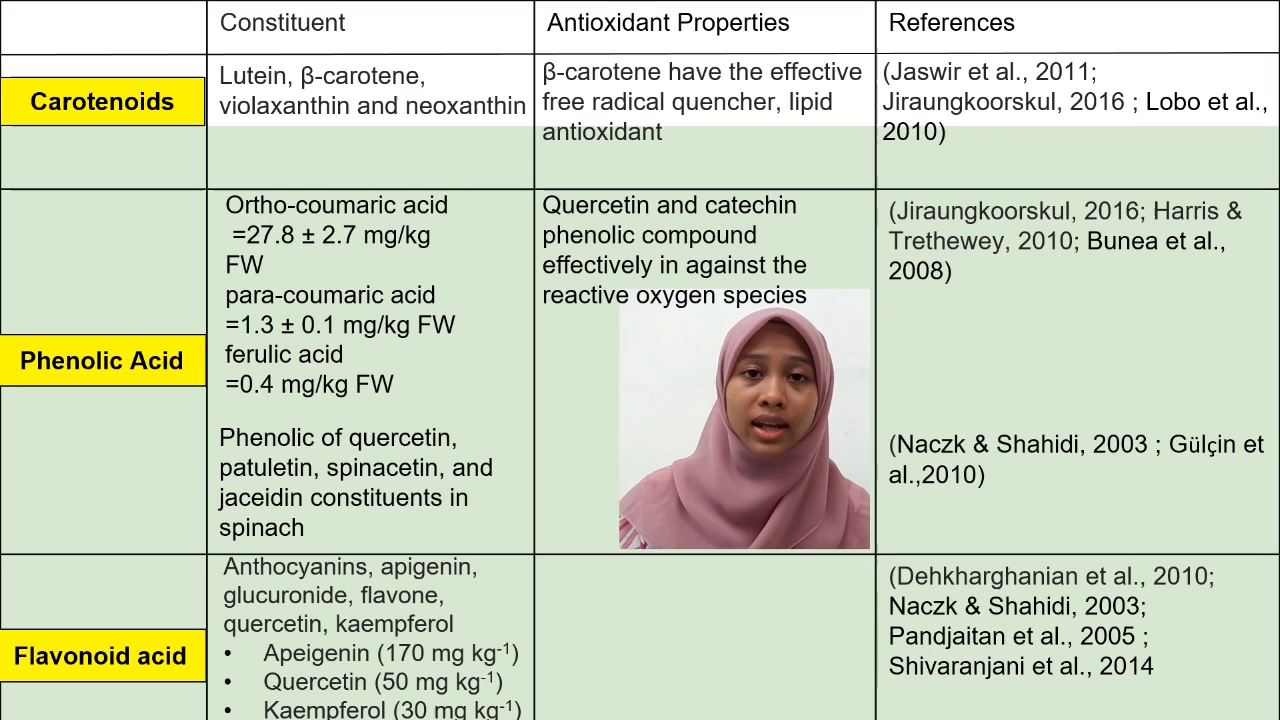 Constituent
Antioxidant Properties
References
Carotenoids
Lutein, β-carotene,
violaxanthin and neoxanthin
β-carotene have the effective
free radical quencher, lipid
antioxidant
(Jaswir et al., 2011;
Jiraungkoorskul, 2016 ; Lobo et al.,
2010)
Phenolic Acid
Ortho-coumaric acid
=27.8 ± 2.7 mg/kg
FW
para-coumaric acid
=1.3 ± 0.1 mg/kg FW
ferulic acid
=0.4 mg/kg FW
Phenolic of quercetin,
patuletin, spinacetin, and
jaceidin constituents in
spinach
Quercetin and catechin
phenolic compound
effectively in against the
reactive oxygen species
(Jiraungkoorskul, 2016; Harris &
Trethewey, 2010; Bunea et al.,
2008)
(Naczk & Shahidi, 2003 ; Gülçin et
al.,2010)
Flavonoid acid
Anthocyanins, apigenin,
glucuronide, flavone,
quercetin, kaempferol
• Apeigenin (170 mg kg⁻¹)
• Quercetin (50 mg kg⁻¹)
• Kaempferol (30 mg kg⁻¹)
(Dehkharghanian et al., 2010;
Naczk & Shahidi, 2003;
Pandjaitan et al., 2005 ;
Shivaranjani et al., 2014